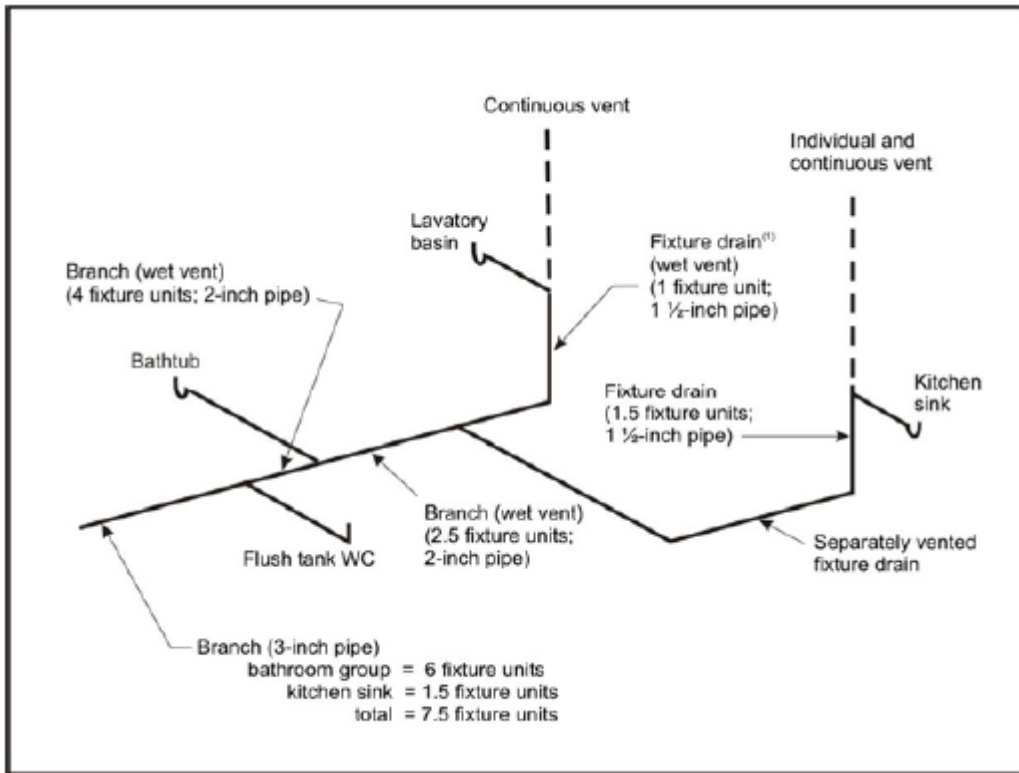 Continuous vent
Individual and
continuous vent
Lavatory
basin
Fixture drain⁽¹⁾
(wet vent)
(1 fixture unit;
1 ½-inch pipe)
Branch (wet vent)
(4 fixture units; 2-inch pipe)
Bathtub
Fixture drain
(1.5 fixture units;
1 ½-inch pipe)
Kitchen
sink
Branch (wet vent)
(2.5 fixture units;
2-inch pipe)
Flush tank WC
Separately vented
fixture drain
Branch (3-inch pipe)
bathroom group = 6 fixture units
kitchen sink = 1.5 fixture units
total = 7.5 fixture units